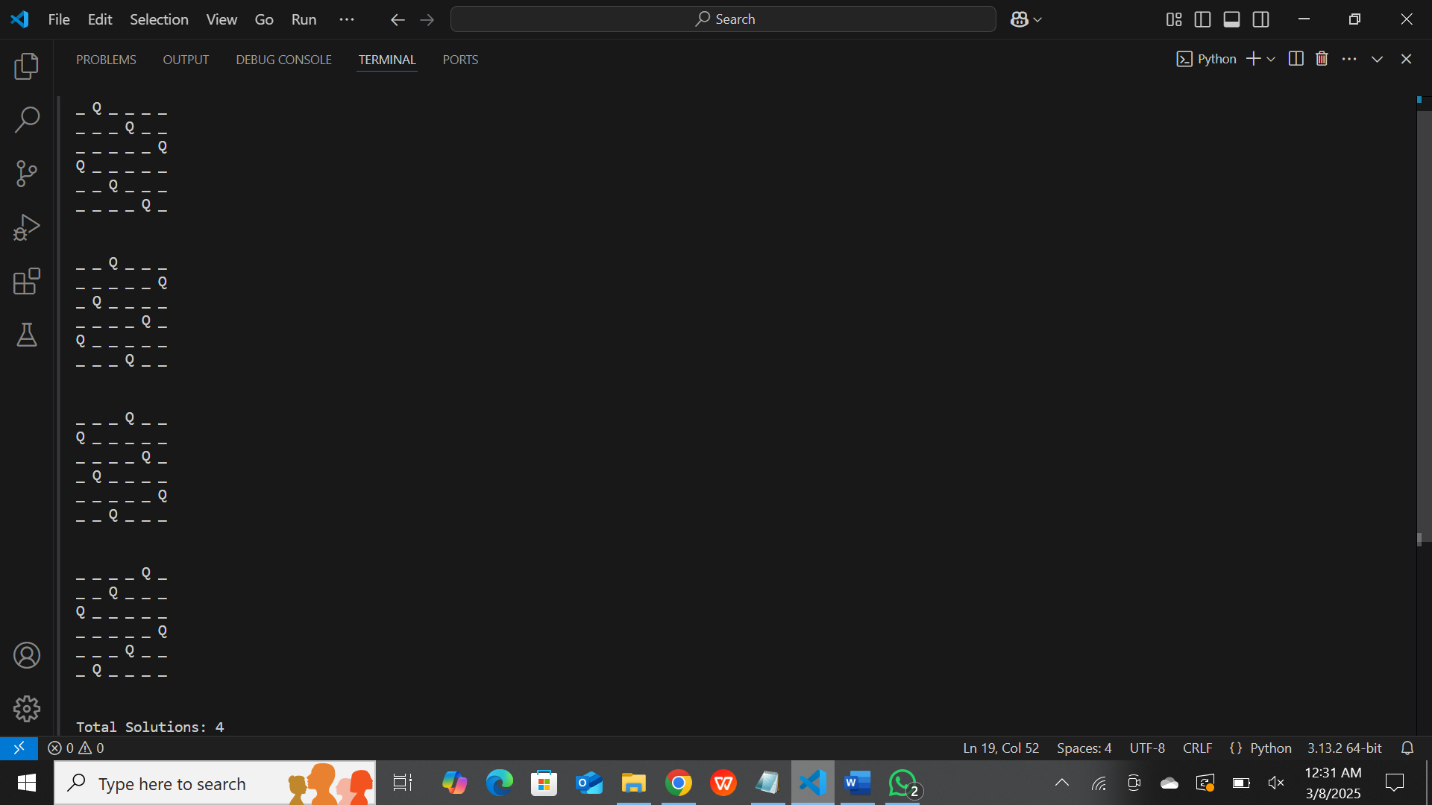 File Edit Selection View Go Run ··· Search
PROBLEMS OUTPUT DEBUG CONSOLE TERMINAL PORTS Python
_ Q _ _ _ _
_ _ _ Q _ _
_ _ _ _ _ Q
Q _ _ _ _ _
_ _ Q _ _ _
_ _ _ _ Q _
_ _ Q _ _ _
_ _ _ _ _ Q
_ Q _ _ _ _
_ _ _ _ Q _
Q _ _ _ _ _
_ _ _ Q _ _
_ _ _ Q _ _
Q _ _ _ _ _
_ _ _ _ Q _
_ Q _ _ _ _
_ _ _ _ _ Q
_ _ Q _ _ _
_ _ _ _ Q _
_ _ Q _ _ _
Q _ _ _ _ _
_ _ _ _ _ Q
_ _ _ Q _ _
_ Q _ _ _ _
Total Solutions: 4
0 0 Ln 19, Col 52 Spaces: 4 UTF-8 CRLF {} Python 3.13.2 64-bit
Type here to search 2 12:31 AM
3/8/2025